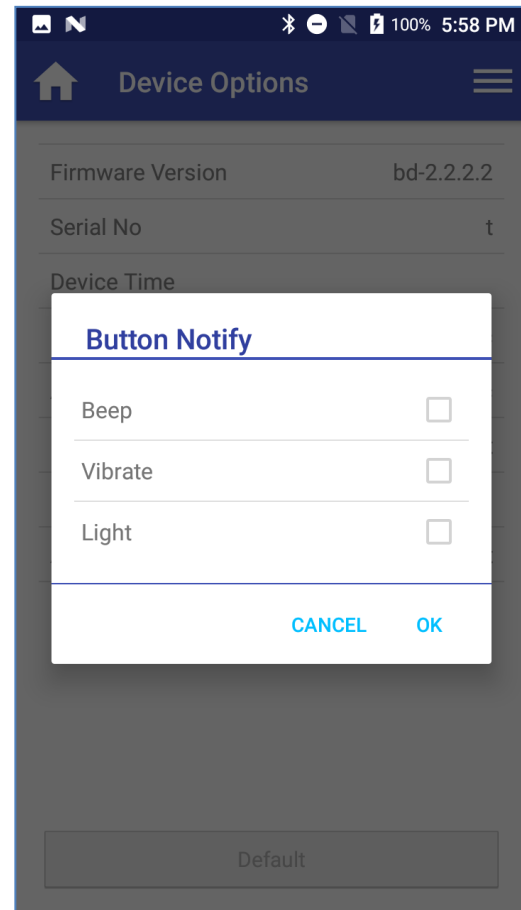 100% 5:58 PM
Device Options
Firmware Version bd-2.2.2.2
Serial No t
Device Time
Button Notify
Beep
Vibrate
Light
CANCEL OK
Default